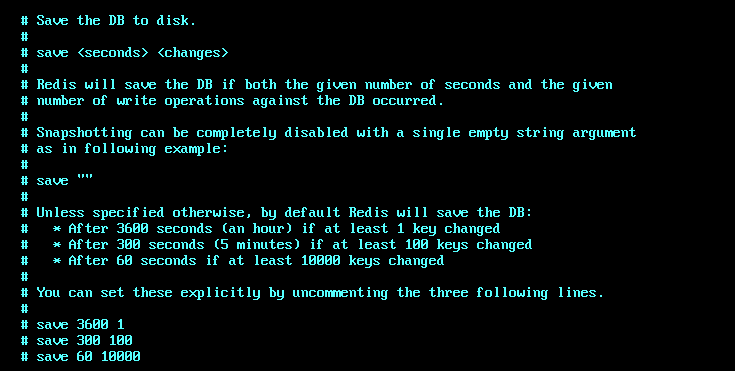 # Save the DB to disk.
#
# save <seconds> <changes>
#
# Redis will save the DB if both the given number of seconds and the given
# number of write operations against the DB occurred.
#
# Snapshotting can be completely disabled with a single empty string argument
# as in following example:
#
# save ""
#
# Unless specified otherwise, by default Redis will save the DB:
#   * After 3600 seconds (an hour) if at least 1 key changed
#   * After 300 seconds (5 minutes) if at least 100 keys changed
#   * After 60 seconds if at least 10000 keys changed
#
# You can set these explicitly by uncommenting the three following lines.
#
# save 3600 1
# save 300 100
# save 60 10000